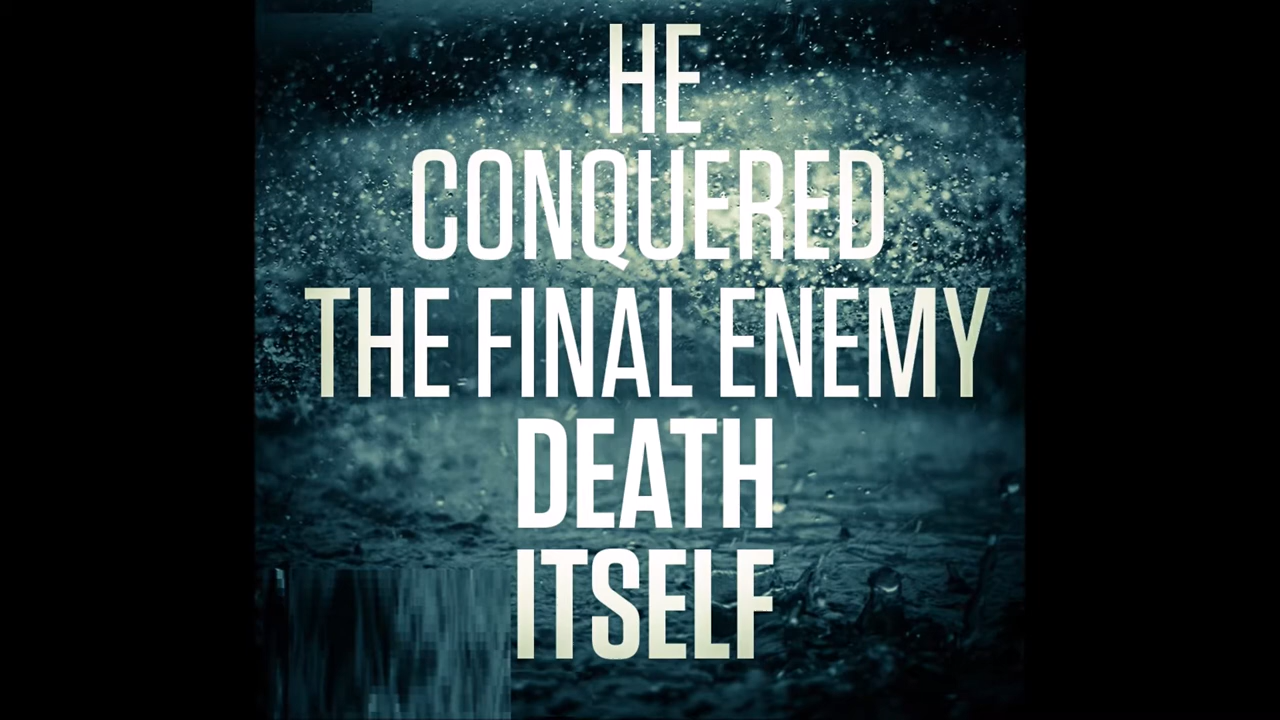 HE
CONQUERED
THE FINAL ENEMY
DEATH
ITSELF